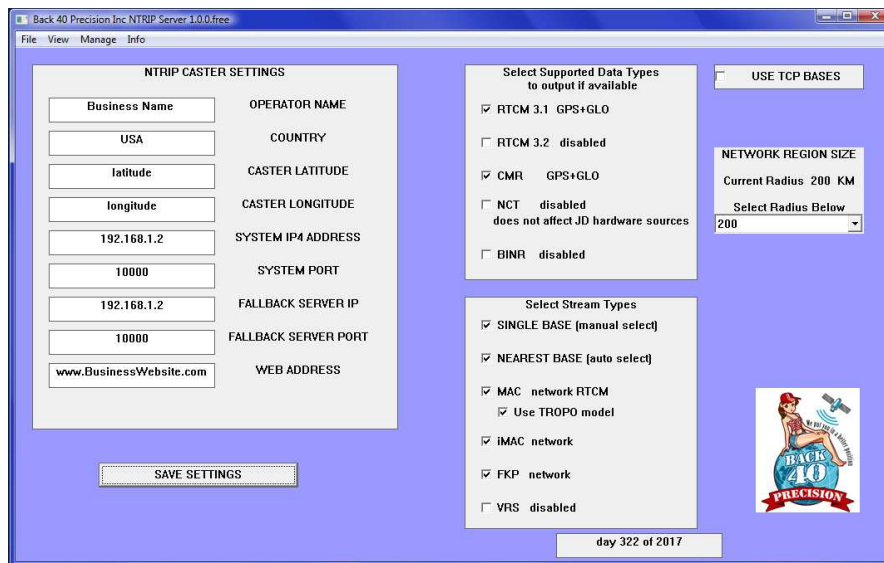 Back 40 Precision Inc NTRIP Server 1.0.0.free
File View Manage Info
NTRIP CASTER SETTINGS
Business Name OPERATOR NAME
USA COUNTRY
latitude CASTER LATITUDE
longitude CASTER LONGITUDE
192.168.1.2 SYSTEM IP4 ADDRESS
10000 SYSTEM PORT
192.168.1.2 FALLBACK SERVER IP
10000 FALLBACK SERVER PORT
www.BusinessWebsite.com WEB ADDRESS
SAVE SETTINGS
Select Supported Data Types
to output if available
RTCM 3.1 GPS+GLO
RTCM 3.2 disabled
CMR GPS+GLO
NCT disabled
does not affect JD hardware sources
BINR disabled
Select Stream Types
SINGLE BASE (manual select)
NEAREST BASE (auto select)
MAC network RTCM
Use TROPO model
iMAC network
FKP network
VRS disabled
day 322 of 2017
USE TCP BASES
NETWORK REGION SIZE
Current Radius 200 KM
Select Radius Below
200
We put you in a better position
BACK
40
PRECISION